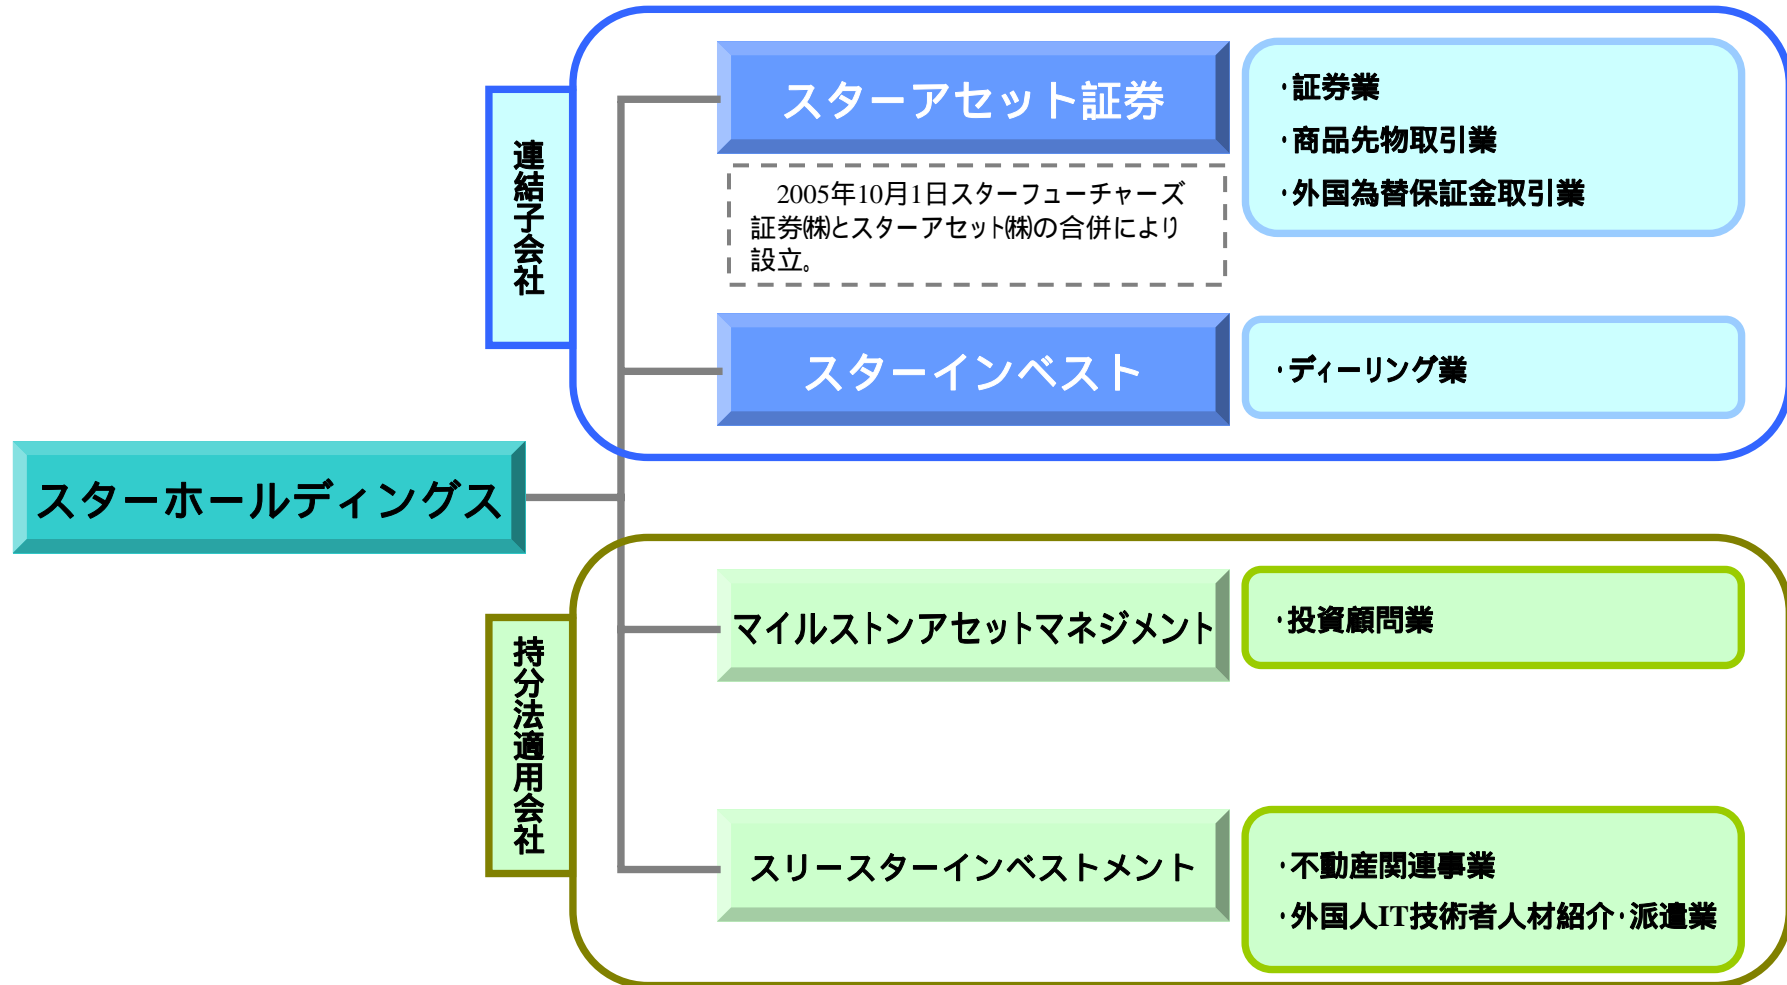 連結子会社
スターアセット証券
2005年10月1日スターフューチャーズ
証券㈱とスターアセット㈱の合併により
設立。
・証券業
・商品先物取引業
・外国為替保証金取引業
スターインベスト
・ディーリング業
スターホールディングス
持分法適用会社
マイルストンアセットマネジメント
・投資顧問業
スリースターインベストメント
・不動産関連事業
・外国人IT技術者人材紹介・派遣業